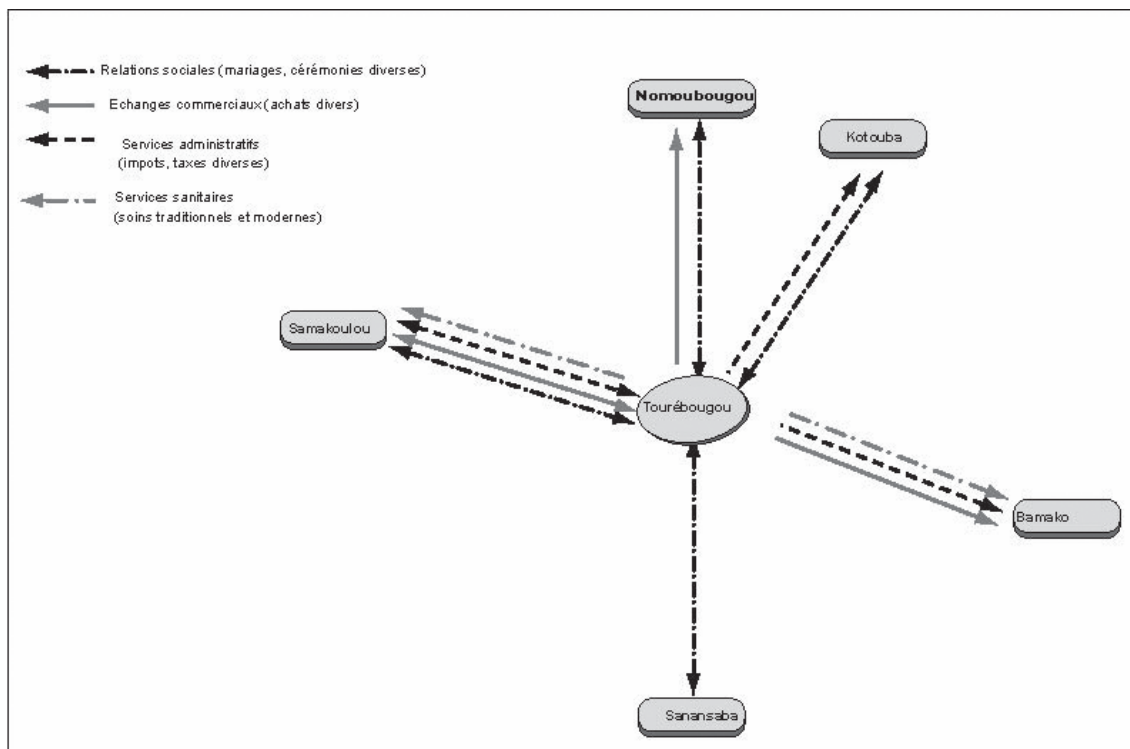 Relations sociales (mariages, cérémonies diverses)
Echanges commerciaux (achats divers)
Services administratifs
(impots, taxes diverses)
Services sanitaires
(soins traditionnels et modernes)
Nomoubougou
Kotouba
Samakoulou
Tourébougou
Bamako
Sanansaba